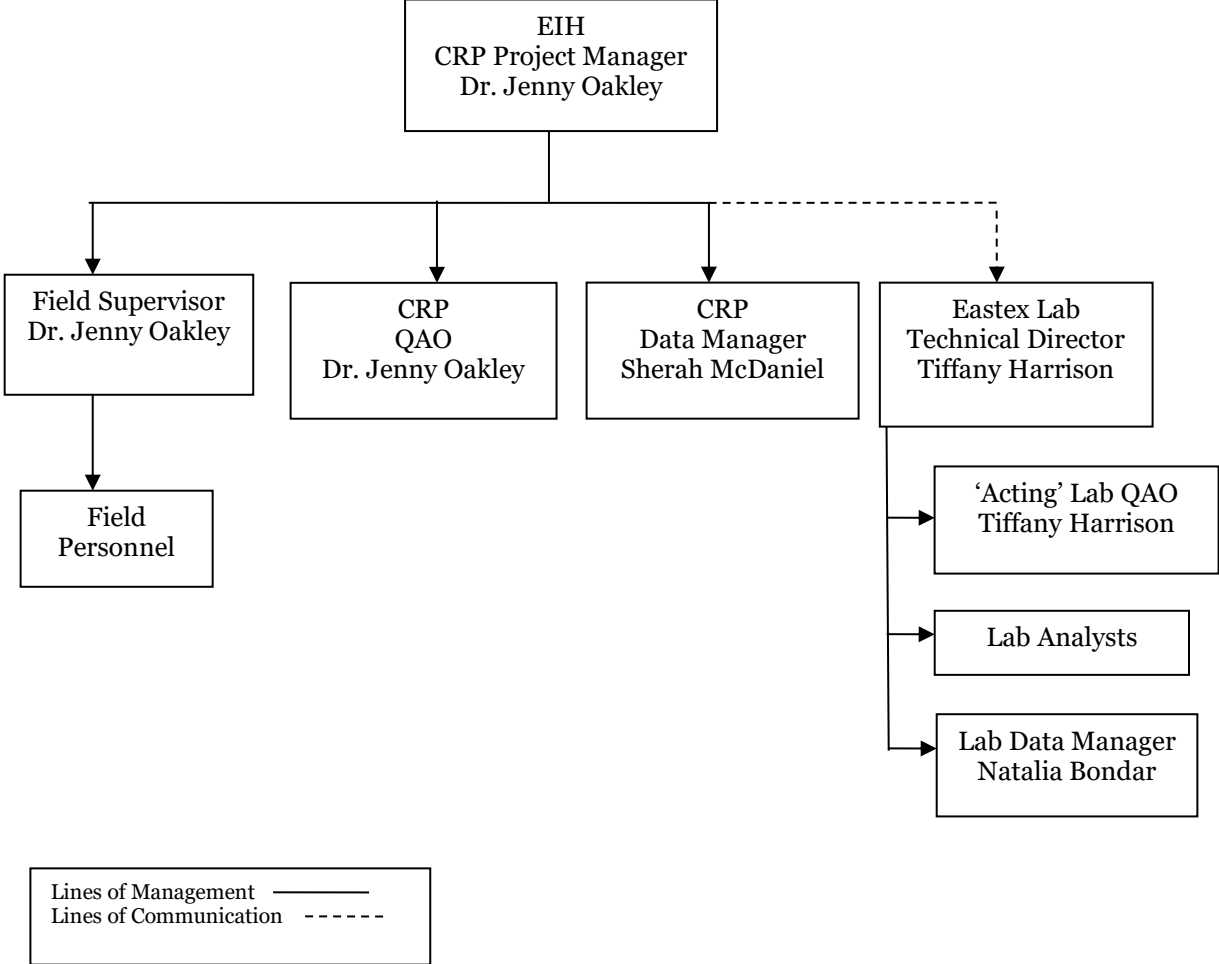 EIH
CRP Project Manager
Dr. Jenny Oakley
Field Supervisor
Dr. Jenny Oakley
CRP
QAO
Dr. Jenny Oakley
CRP
Data Manager
Sherah McDaniel
Eastex Lab
Technical Director
Tiffany Harrison
Field
Personnel
‘Acting’ Lab QAO
Tiffany Harrison
Lab Analysts
Lab Data Manager
Natalia Bondar
Lines of Management
Lines of Communication